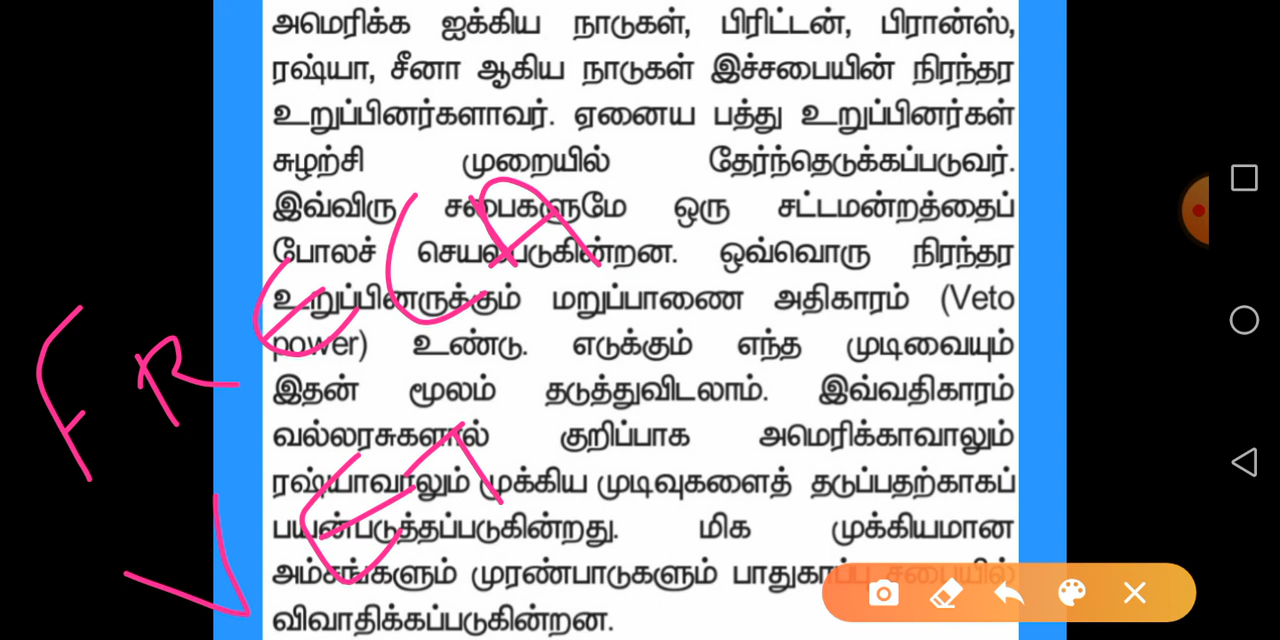 அமெரிக்க ஐக்கிய நாடுகள், பிரிட்டன், பிரான்ஸ்,
ரஷ்யா, சீனா ஆகிய நாடுகள் இச்சபையின் நிரந்தர
உறுப்பினர்களாவர். ஏனைய பத்து உறுப்பினர்கள்
சுழற்சி முறையில் தேர்ந்தெடுக்கப்படுவர்.
இவ்விரு சபைகளுமே ஒரு சட்டமன்றத்தைப்
போலச் செயல்படுகின்றன. ஒவ்வொரு நிரந்தர
உறுப்பினருக்கும் மறுப்பாணை அதிகாரம் (Veto
power) உண்டு. எடுக்கும் எந்த முடிவையும்
இதன் மூலம் தடுத்துவிடலாம். இவ்வதிகாரம்
வல்லரசுகளால் குறிப்பாக அமெரிக்காவாலும்
ரஷ்யாவாலும் முக்கிய முடிவுகளைத் தடுப்பதற்காகப்
பயன்படுத்தப்படுகின்றது. மிக முக்கியமான
அம்சங்களும் முரண்பாடுகளும் பாதுகாப்பு சபையில்
விவாதிக்கப்படுகின்றன.
FRECA